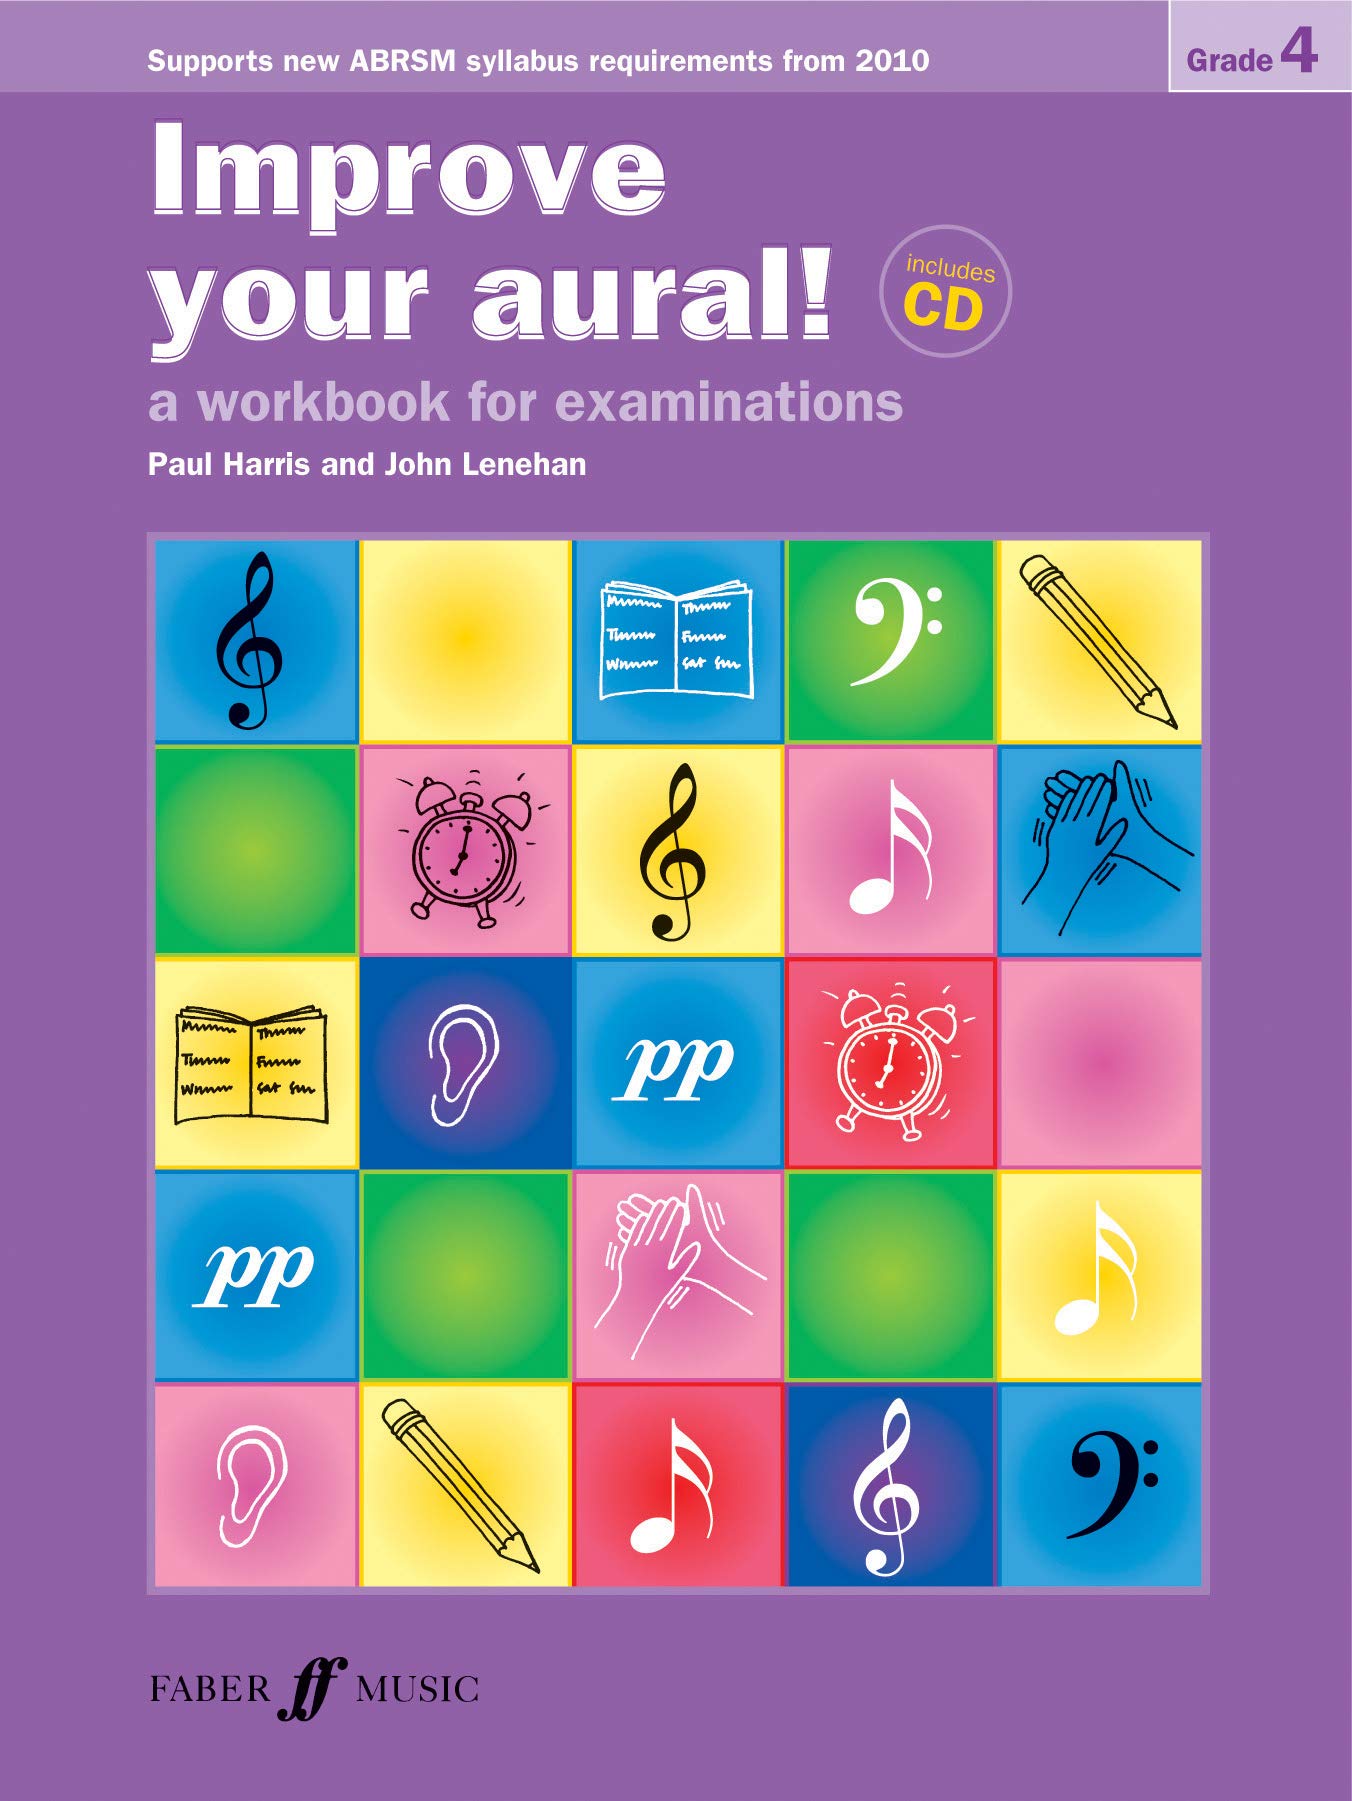 Supports new ABRSM syllabus requirements from 2010
Grade 4
Improve
your aural!
includes
CD
a workbook for examinations
Paul Harris and John Lenehan
pp
pp
FABER ff MUSIC